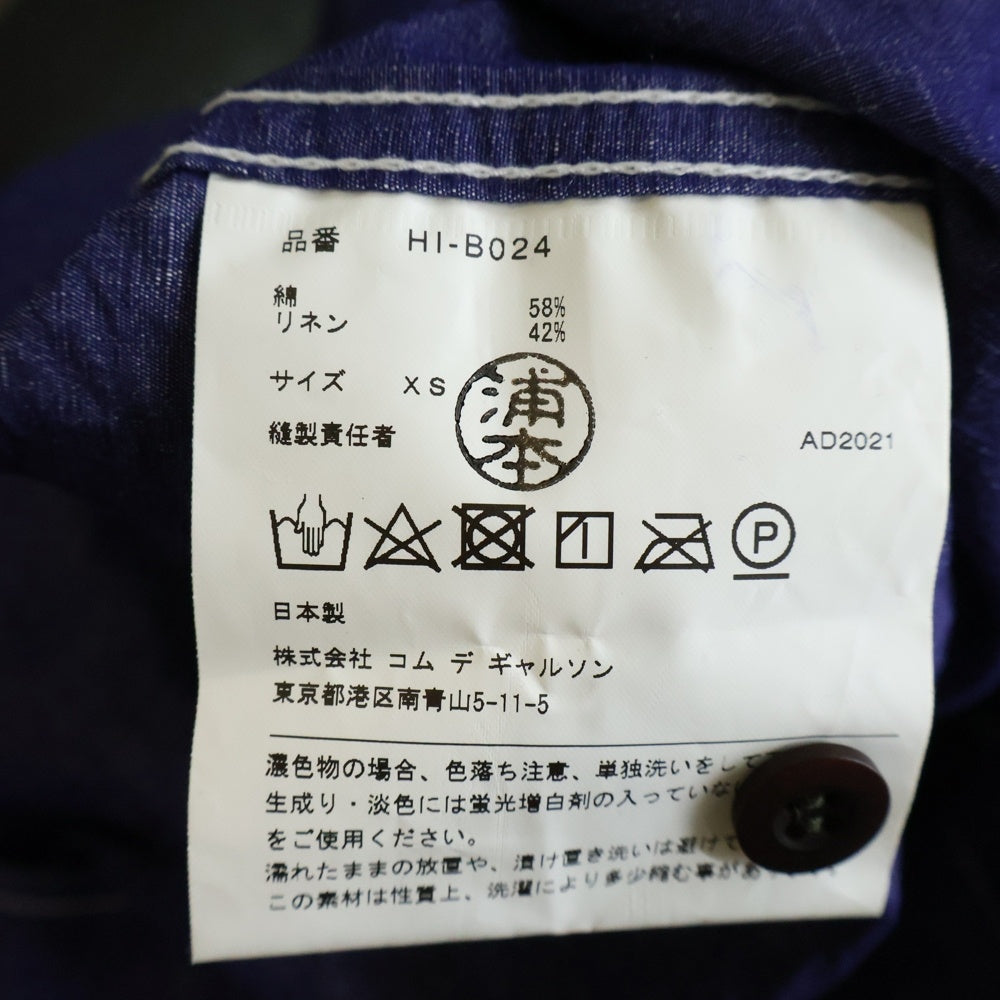 品番 HI-B024
綿 58%
リネン 42%
サイズ XS
浦本
縫製責任者 AD2021
P
日本製
株式会社 コム デ ギャルソン
東京都港区南青山5-11-5
濃色物の場合、色落ち注意、単独洗いをして
生成り・淡色には蛍光増白剤の入っていな
をご使用ください。
濡れたままの放置や、漬け置き洗いは避けて
この素材は性質上、洗濯により多少縮む事があ